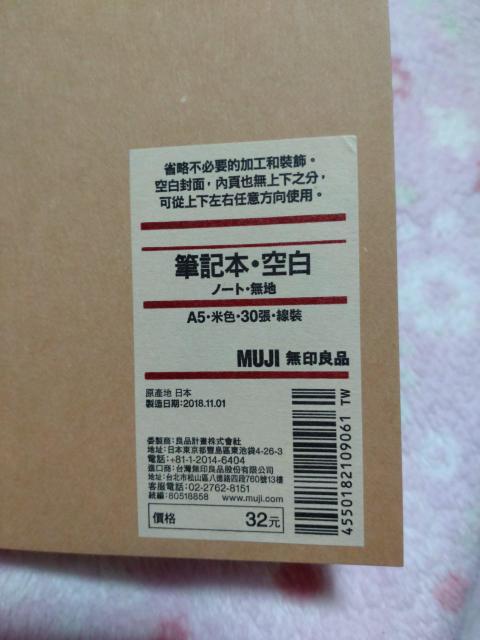 省略不必要的加工和裝飾。
空白封面，內頁也無上下之分，
可從上下左右任意方向使用。
筆記本・空白
ノート・無地
A5・米色・30張・線裝
MUJI 無印良品
原產地 日本
製造日期：2018.11.01
委製商：良品計畫株式會社
地址：日本東京都豐島區東池袋4-26-3
電話：+81-1-2014-6404
進口商：台灣無印良品股份有限公司
地址：台北市松山區八德路四段760號13樓
客服電話：02-2762-8151
統編：80518858 www.muji.com
價格 32元
4550182109061 TW